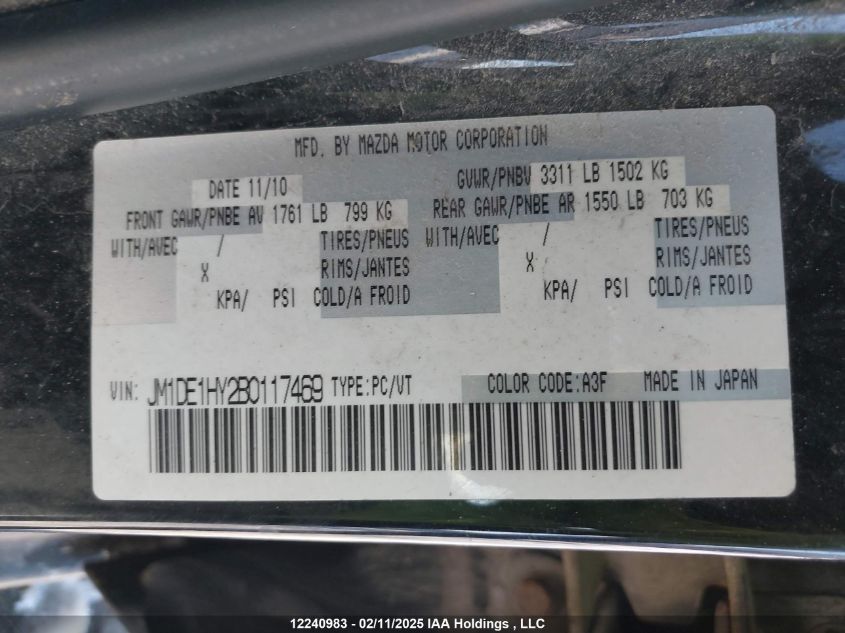 MFD. BY MAZDA MOTOR CORPORATION
DATE 11/10 GVWR/PNBV 3311 LB 1502 KG
FRONT GAWR/PNBE AV 1761 LB 799 KG REAR GAWR/PNBE AR 1550 LB 703 KG
WITH/AVEC / TIRES/PNEUS WITH/AVEC / TIRES/PNEUS
X RIMS/JANTES X RIMS/JANTES
KPA/ PSI COLD/A FROID KPA/ PSI COLD/A FROID
VIN: JM1DE1HY2B0117469 TYPE:PC/VT COLOR CODE:A3F MADE IN JAPAN
12240983 - 02/11/2025 IAA Holdings , LLC